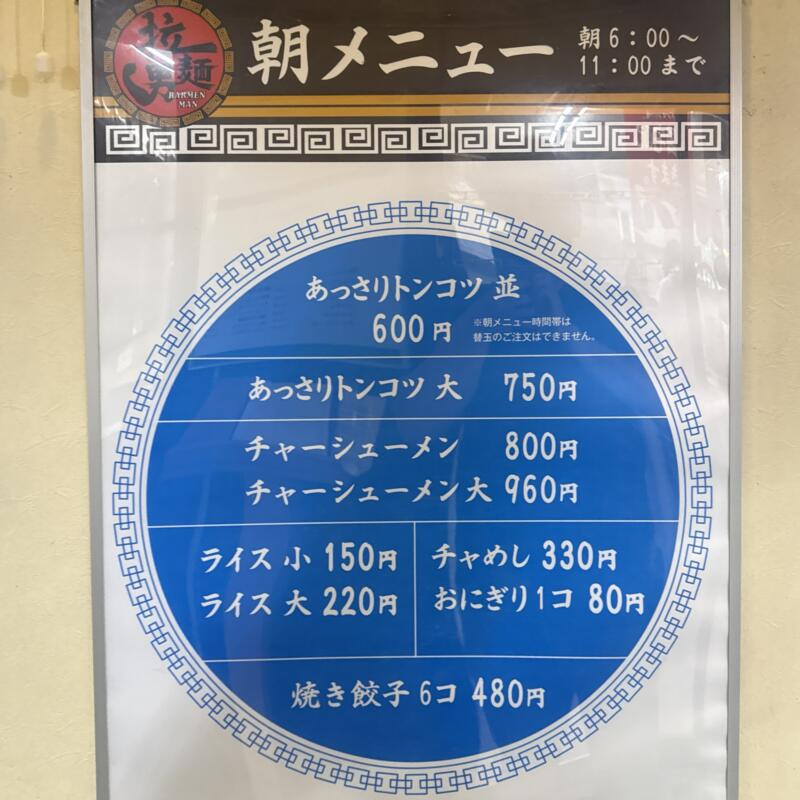 拉麺男
RARMEN
MAN
朝メニュー
朝6:00～
11:00まで
あっさりトンコツ 並
600円
※朝メニュー時間帯は
替玉のご注文はできません。
あっさりトンコツ 大 750円
チャーシューメン 800円
チャーシューメン大 960円
ライス 小 150円
ライス 大 220円
チャめし 330円
おにぎり1コ 80円
焼き餃子 6コ 480円